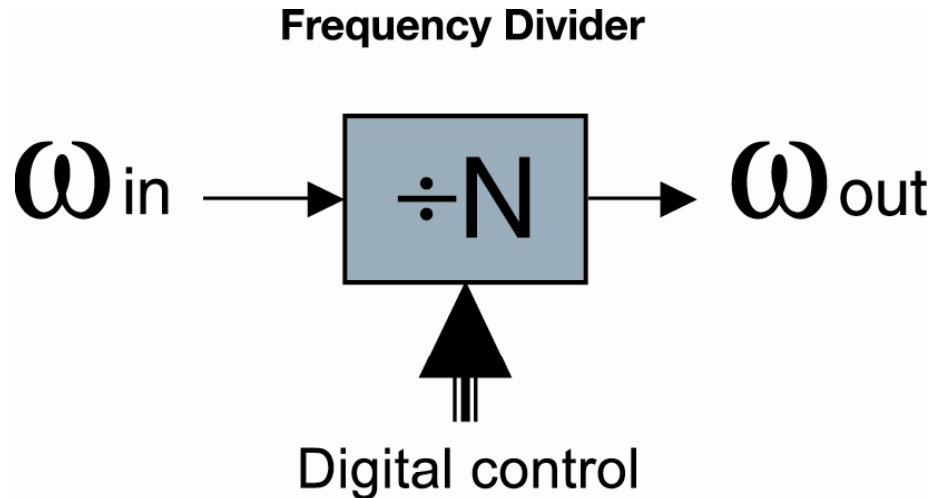 Frequency Divider
ωin ÷N ωout
Digital control